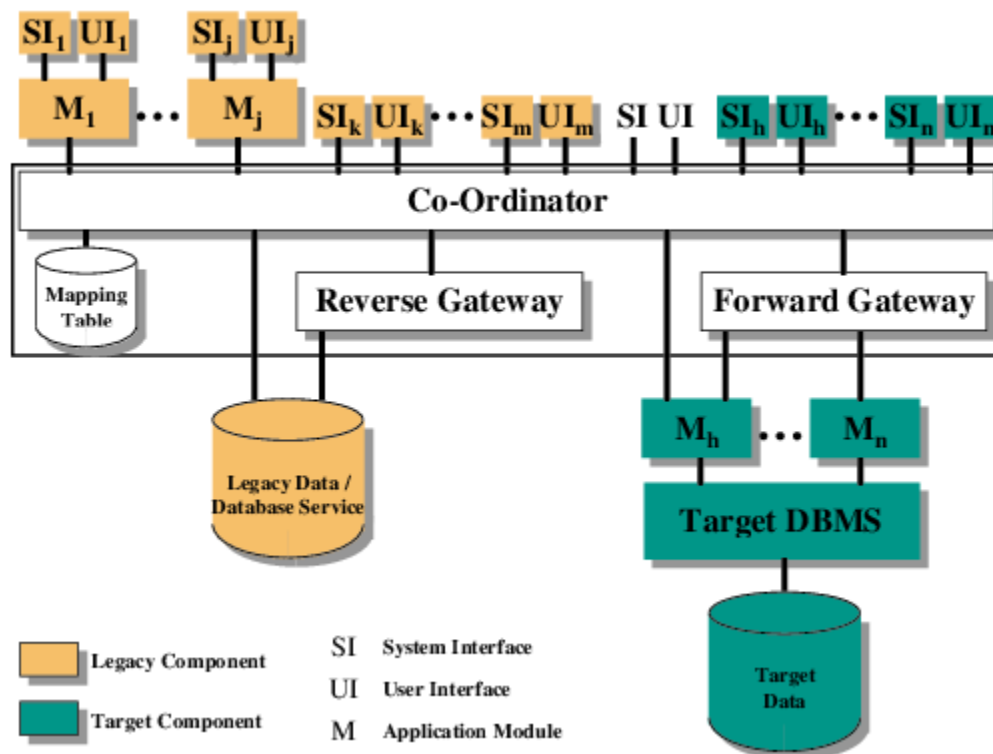 SI₁ UI₁ SIⱼ UIⱼ
M₁ ••• Mⱼ
SIₖ UIₖ ••• SIₘ UIₘ SI UI SIₕ UIₕ ••• SIₙ UIₙ
Co-Ordinator
Mapping
Table
Reverse Gateway
Forward Gateway
Mₕ ••• Mₙ
Legacy Data /
Database Service
Target DBMS
Target
Data
Legacy Component
Target Component
SI System Interface
UI User Interface
M Application Module